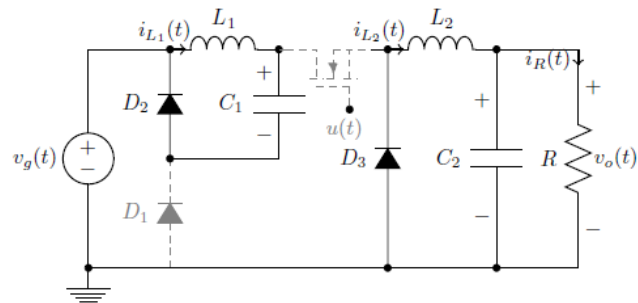 i_{L_1}(t) L_1 i_{L_2}(t) L_2
+ + i_R(t)
D_2 C_1 + +
− u(t)
v_g(t) + − D_3 C_2 R v_o(t)
D_1
− −